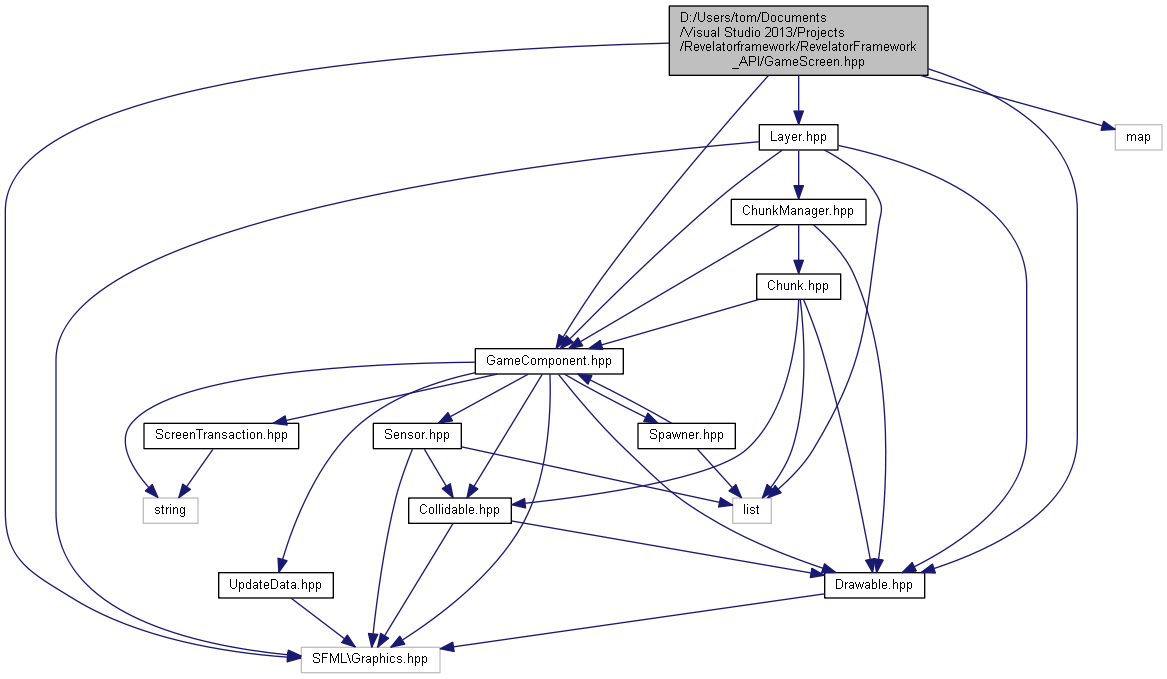 D:/Users/tom/Documents
/Visual Studio 2013/Projects
/Revelatorframework/RevelatorFramework
_API/GameScreen.hpp
Layer.hpp
map
ChunkManager.hpp
Chunk.hpp
GameComponent.hpp
ScreenTransaction.hpp
Sensor.hpp
Spawner.hpp
string
Collidable.hpp
list
UpdateData.hpp
Drawable.hpp
SFML\Graphics.hpp